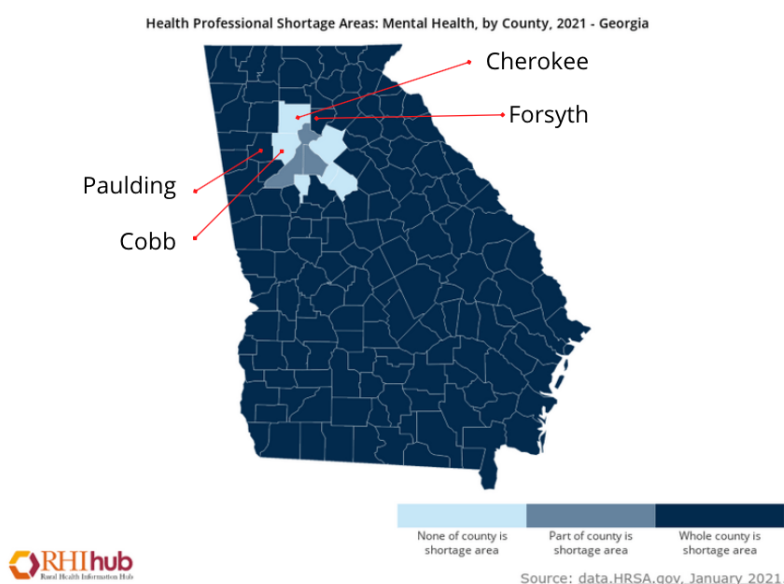 Health Professional Shortage Areas: Mental Health, by County, 2021 - Georgia
Cherokee
Forsyth
Paulding
Cobb
None of county is
shortage area
Part of county is
shortage area
Whole county is
shortage area
RHIhub
Rural Health Information Hub
Source: data.HRSA.gov, January 2021